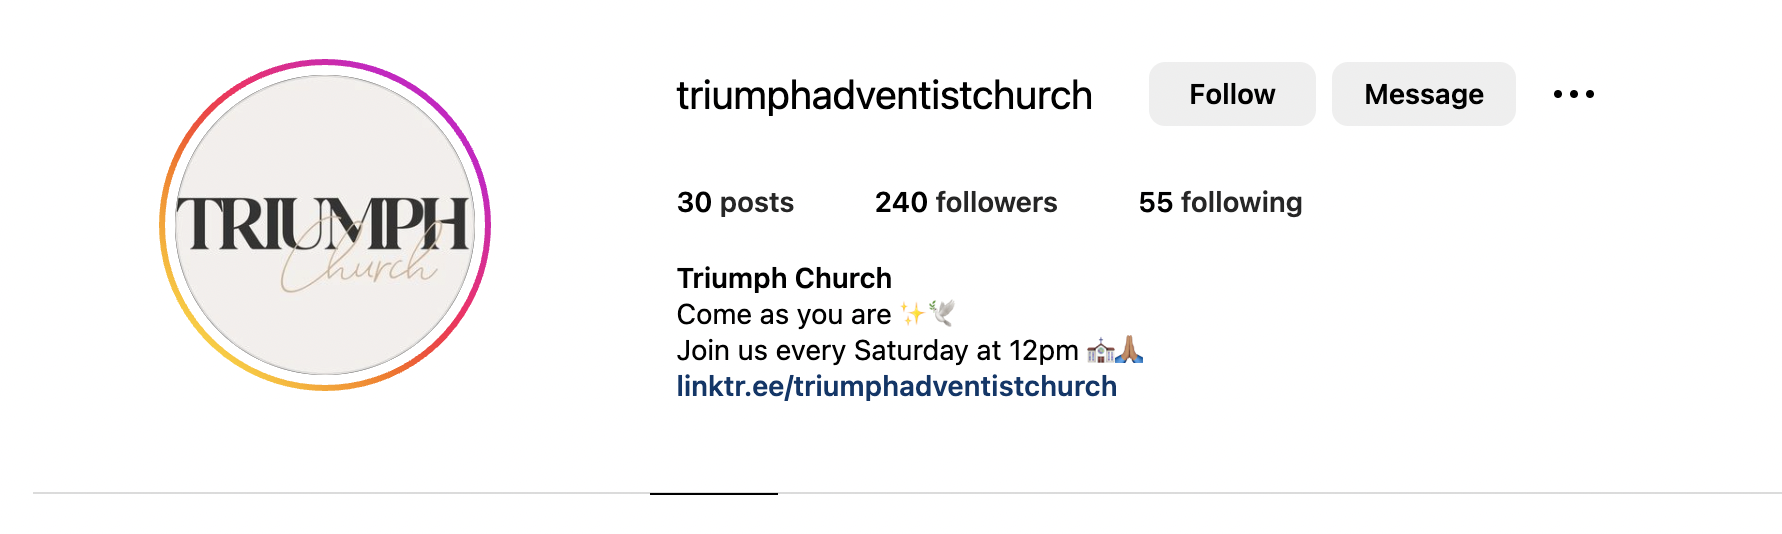 TRIUMPH
Church
triumphadventistchurch Follow Message
30 posts 240 followers 55 following
Triumph Church
Come as you are ✨🕊️
Join us every Saturday at 12pm 💒🙏🏽
linktr.ee/triumphadventistchurch